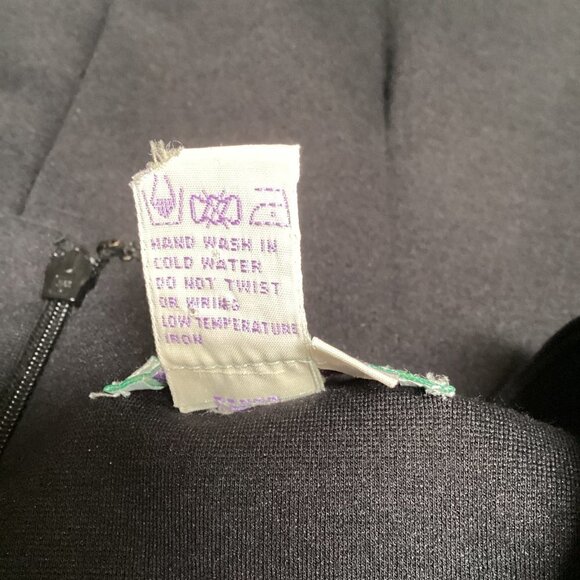 HAND WASH IN
COLD WATER
DO NOT TWIST
OR WRING
LOW TEMPERATURE
IRON